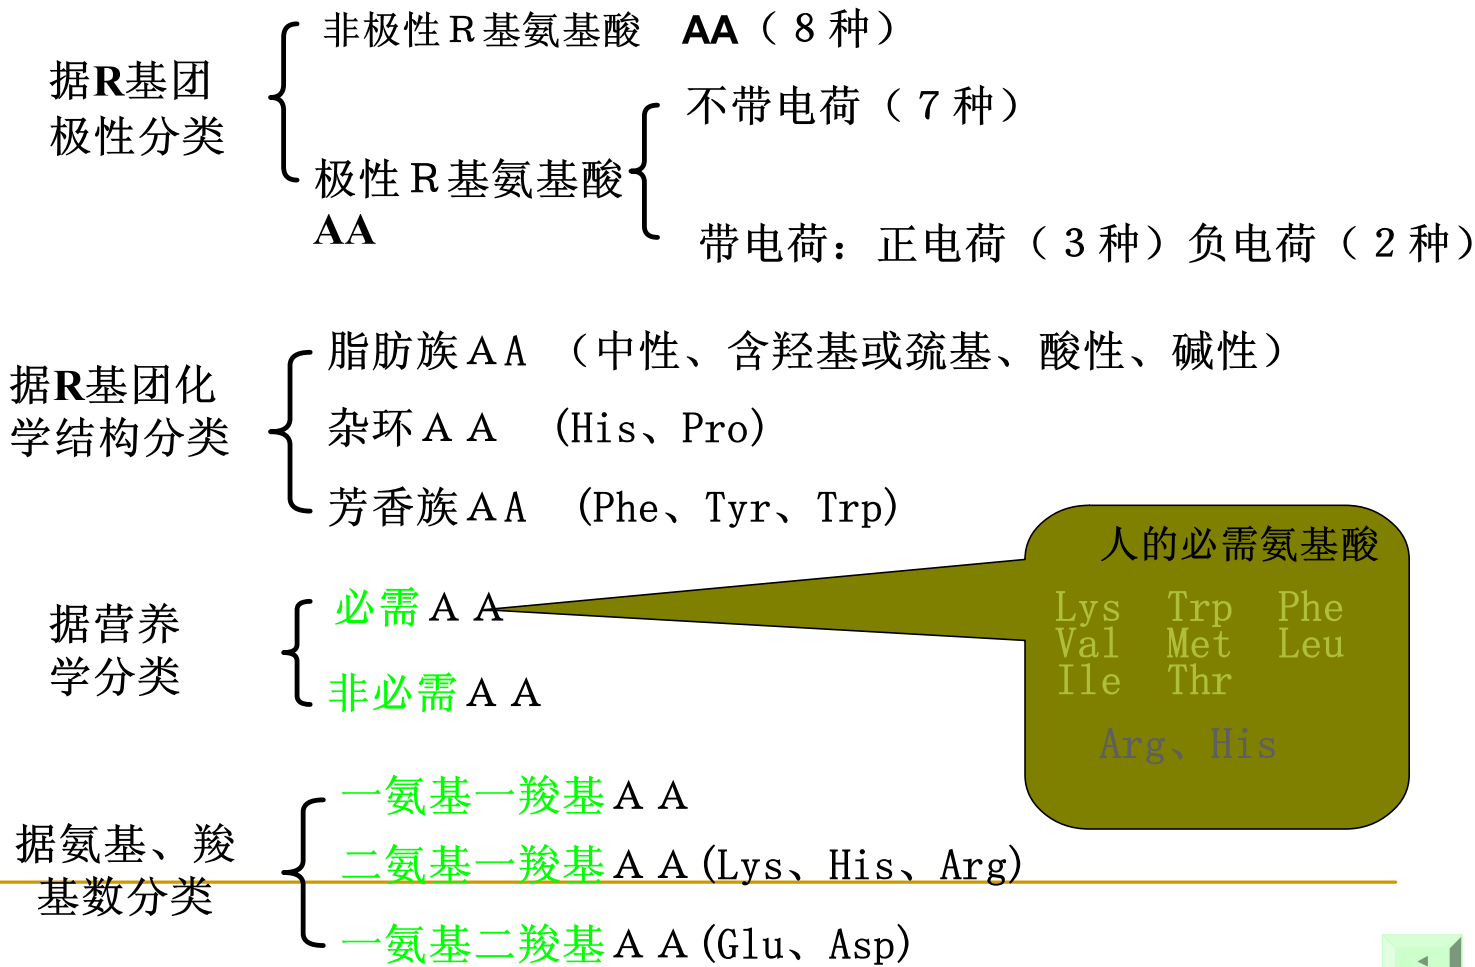 非极性R基氨基酸 AA（8种）
据R基团
极性分类
不带电荷（7种）
极性R基氨基酸
AA
带电荷：正电荷（3种）负电荷（2种）
据R基团化
学结构分类
脂肪族AA （中性、含羟基或巯基、酸性、碱性）
杂环AA (His、Pro)
芳香族AA (Phe、Tyr、Trp)
人的必需氨基酸
Lys Trp Phe
Val Met Leu
Ile Thr
Arg、His
据营养
学分类
必需AA
非必需AA
据氨基、羧
基数分类
一氨基一羧基AA
二氨基一羧基AA(Lys、His、Arg)
一氨基二羧基AA(Glu、Asp)